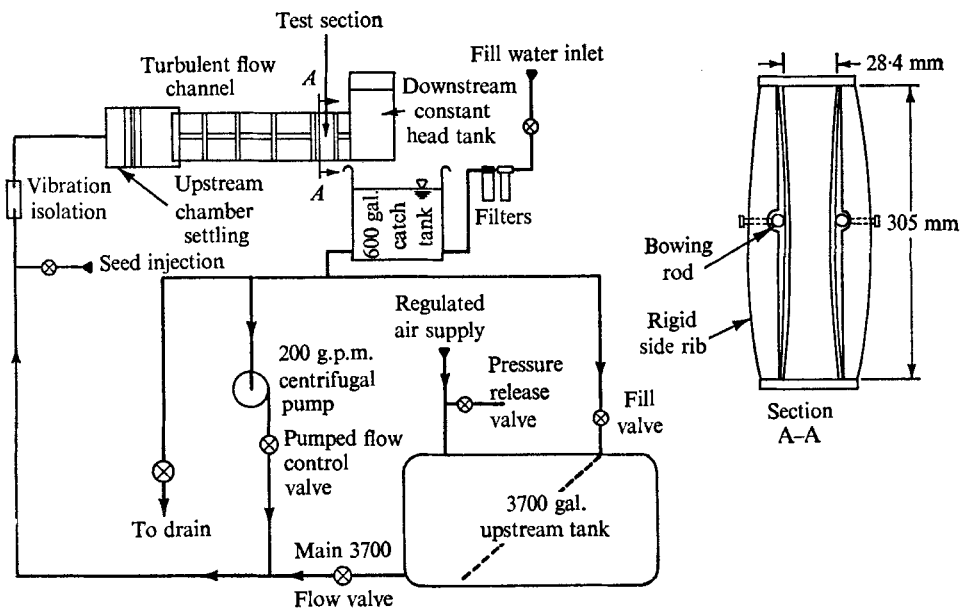 Test section
Fill water inlet
Turbulent flow
channel
A
Downstream
constant
head tank
28·4 mm
A
Vibration
isolation
Upstream
chamber
settling
600 gal.
catch
tank
Filters
Seed injection
305 mm
Bowing
rod
Regulated
air supply
Rigid
side rib
200 g.p.m.
centrifugal
pump
Pressure
release
valve
Fill
valve
Section
A–A
Pumped flow
control
valve
3700 gal.
upstream tank
To drain
Main 3700
Flow valve